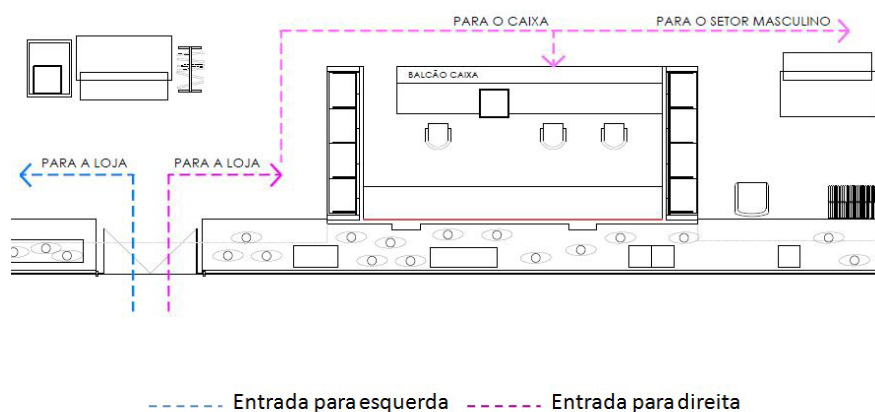 PARA O CAIXA
PARA O SETOR MASCULINO
BALCÃO CAIXA
PARA A LOJA
PARA A LOJA
Entrada para esquerda
Entrada para direita